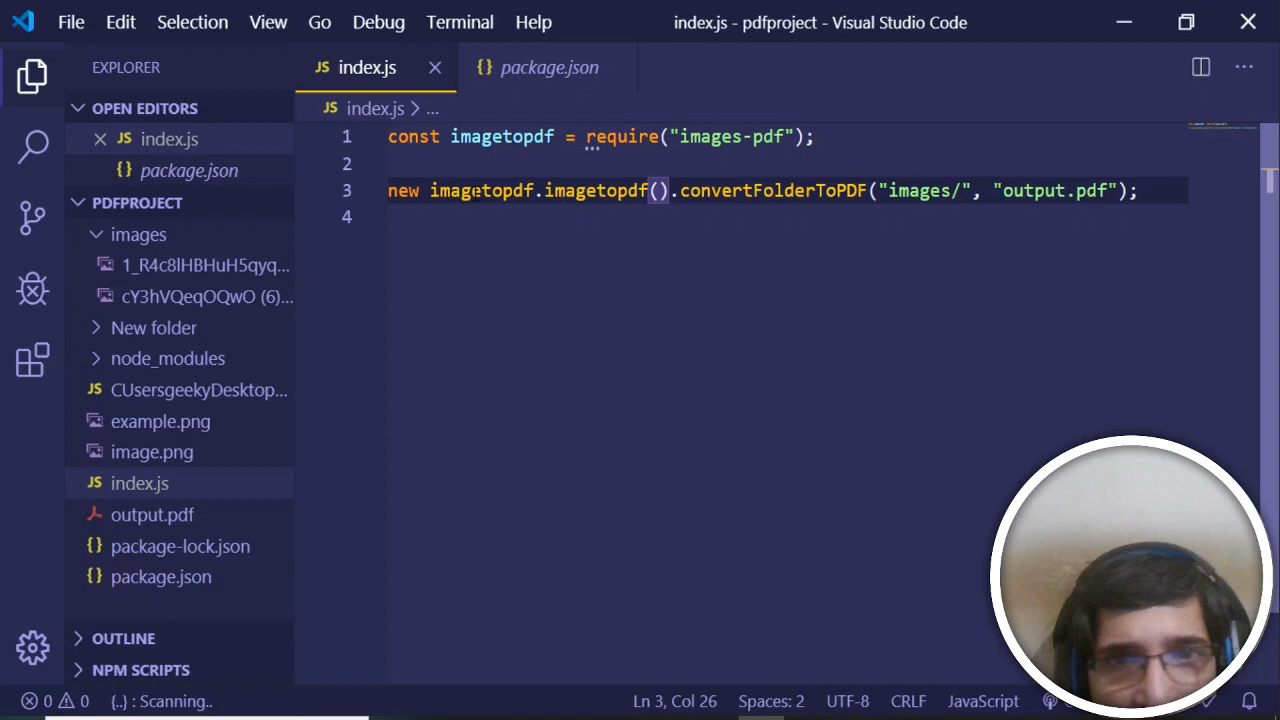 File Edit Selection View Go Debug Terminal Help index.js - pdfproject - Visual Studio Code
EXPLORER
JS index.js
{} package.json
OPEN EDITORS
JS index.js
{} package.json
PDFPROJECT
images
1_R4c8lHBHuH5qyq...
cY3hVQeqOQwO (6)...
New folder
node_modules
JS CUsersgeekyDesktop...
example.png
image.png
JS index.js
output.pdf
{} package-lock.json
{} package.json
OUTLINE
NPM SCRIPTS
JS index.js > ...
1 const imagetopdf = require("images-pdf");
2
3 new imagetopdf.imagetopdf().convertFolderToPDF("images/", "output.pdf");
4
0 0 {..} : Scanning.. Ln 3, Col 26 Spaces: 2 UTF-8 CRLF JavaScript